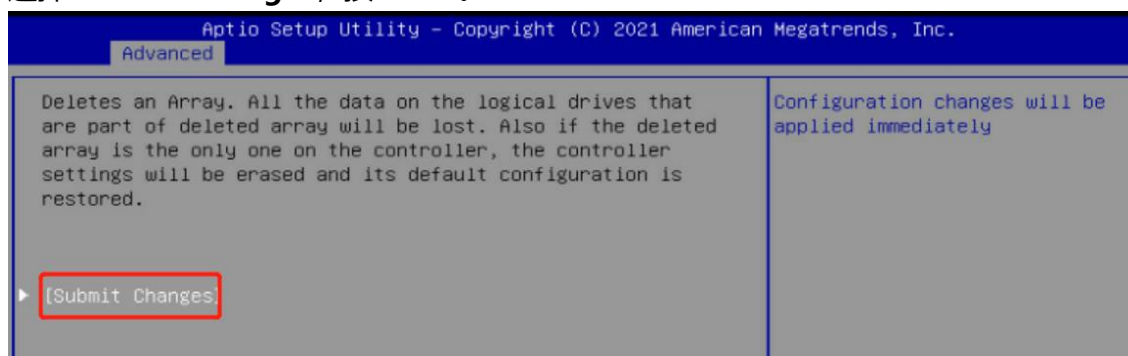 Aptio Setup Utility – Copyright (C) 2021 American Megatrends, Inc.
Advanced
Deletes an Array. All the data on the logical drives that
are part of deleted array will be lost. Also if the deleted
array is the only one on the controller, the controller
settings will be erased and its default configuration is
restored.
Configuration changes will be
applied immediately
[Submit Changes]